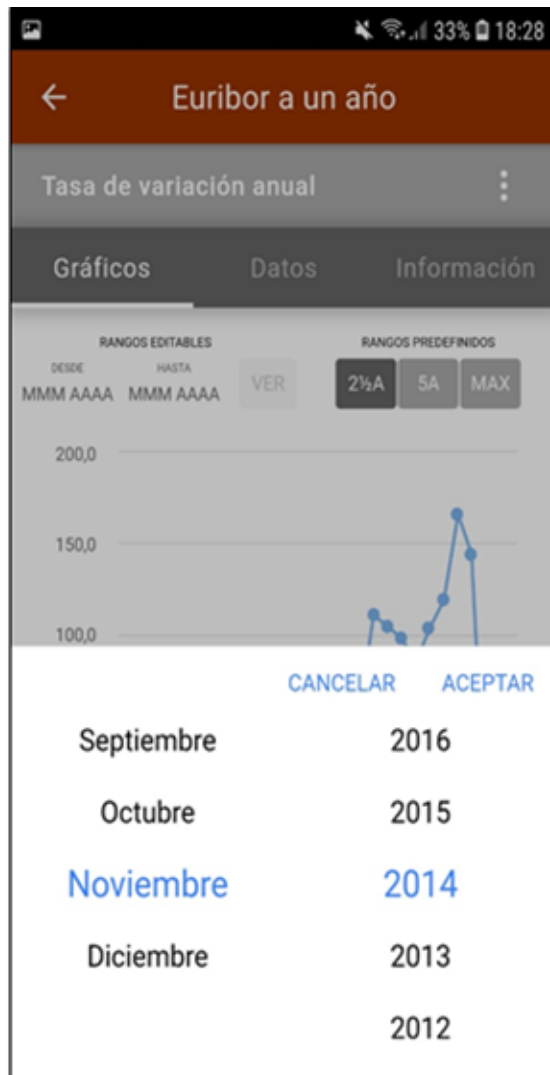 33% 18:28
Euribor a un año
Tasa de variación anual
Gráficos Datos Información
RANGOS EDITABLES RANGOS PREDEFINIDOS
DESDE HASTA
MMM AAAA MMM AAAA VER 2½A 5A MAX
200,0
150,0
100,0
CANCELAR ACEPTAR
Septiembre 2016
Octubre 2015
Noviembre 2014
Diciembre 2013
2012